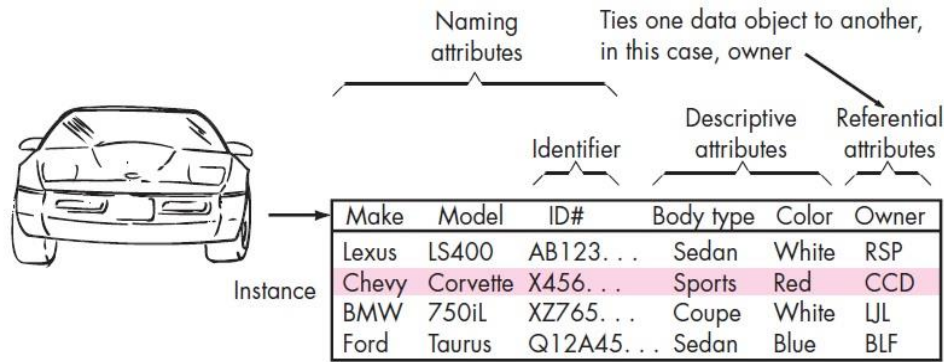 Naming attributes
Ties one data object to another,
in this case, owner
Identifier
Descriptive attributes
Referential attributes
Instance
Make Model ID# Body type Color Owner
Lexus LS400 AB123. . . Sedan White RSP
Chevy Corvette X456. . . Sports Red CCD
BMW 750iL XZ765. . . Coupe White LJL
Ford Taurus Q12A45. . . Sedan Blue BLF